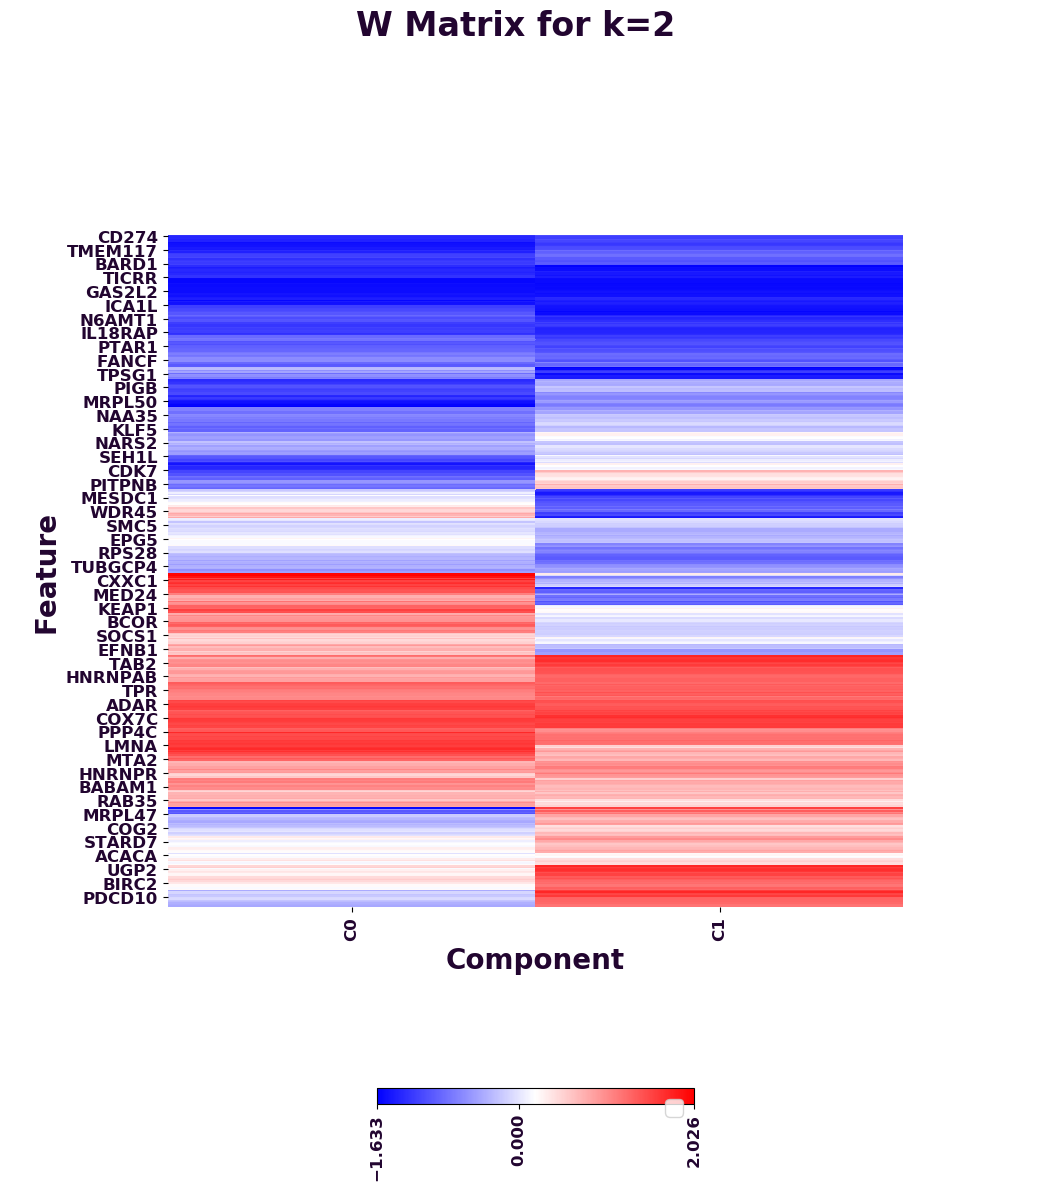 W Matrix for k=2
CD274
TMEM117
BARD1
TICRR
GAS2L2
ICA1L
N6AMT1
IL18RAP
PTAR1
FANCF
TPSG1
PIGB
MRPL50
NAA35
KLF5
NARS2
SEH1L
CDK7
PITPNB
MESDC1
WDR45
SMC5
EPG5
RPS28
TUBGCP4
CXXC1
MED24
KEAP1
BCOR
SOCS1
EFNB1
TAB2
HNRNPAB
TPR
ADAR
COX7C
PPP4C
LMNA
MTA2
HNRNPR
BABAM1
RAB35
MRPL47
COG2
STARD7
ACACA
UGP2
BIRC2
PDCD10
Feature
C0
C1
Component
−1.633
0.000
2.026